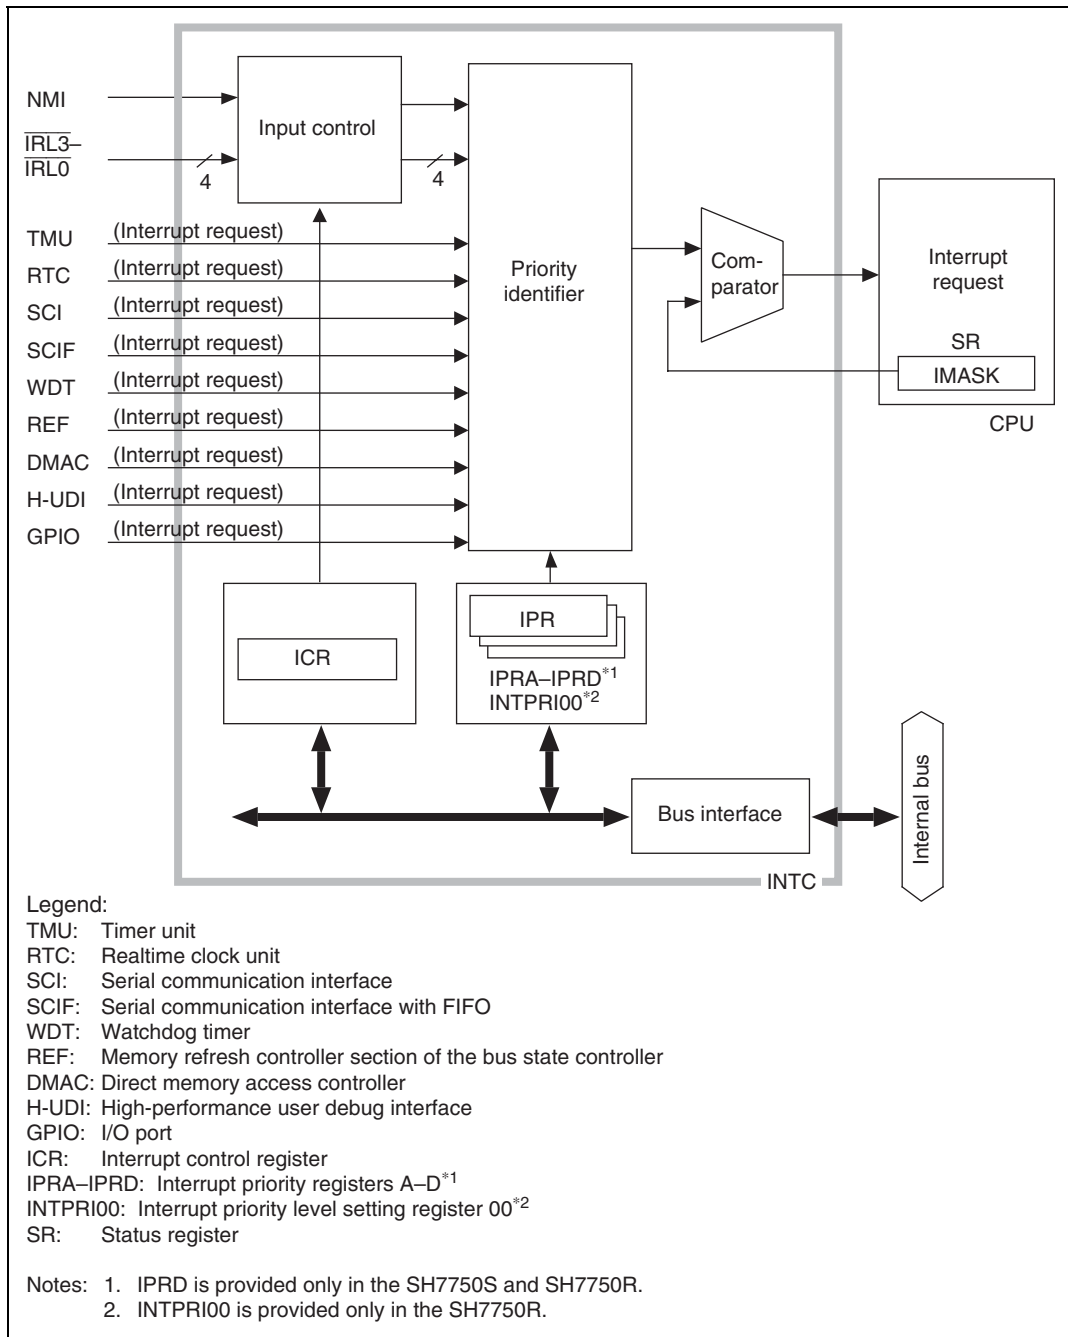 NMI
IRL3–
IRL0
4
Input control
4
TMU (Interrupt request)
RTC (Interrupt request)
SCI (Interrupt request)
SCIF (Interrupt request)
WDT (Interrupt request)
REF (Interrupt request)
DMAC (Interrupt request)
H-UDI (Interrupt request)
GPIO (Interrupt request)
Priority
identifier
Com-
parator
Interrupt
request
SR
IMASK
CPU
ICR
IPR
IPRA–IPRD*1
INTPRI00*2
Bus interface
Internal bus
INTC
Legend:
TMU: Timer unit
RTC: Realtime clock unit
SCI: Serial communication interface
SCIF: Serial communication interface with FIFO
WDT: Watchdog timer
REF: Memory refresh controller section of the bus state controller
DMAC: Direct memory access controller
H-UDI: High-performance user debug interface
GPIO: I/O port
ICR: Interrupt control register
IPRA–IPRD: Interrupt priority registers A–D*1
INTPRI00: Interrupt priority level setting register 00*2
SR: Status register
Notes: 1. IPRD is provided only in the SH7750S and SH7750R.
2. INTPRI00 is provided only in the SH7750R.